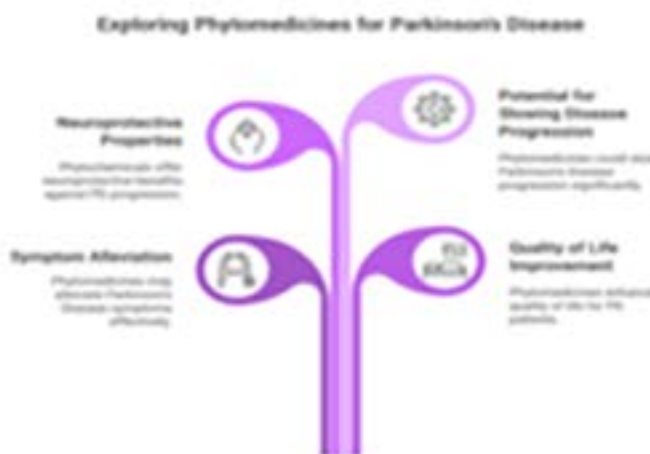 Exploring Phytomedicines for Parkinson's Disease
Neuroprotective
Properties
Phytochemicals offer
neuroprotective benefits
against PD progression.
Potential for
Slowing Disease
Progression
Phytomedicines could slow
Parkinson's disease
progression significantly.
Symptom Alleviation
Phytomedicines may
alleviate Parkinson's
Disease symptoms
effectively.
Quality of Life
Improvement
Phytomedicines enhance
quality of life for PD
patients.